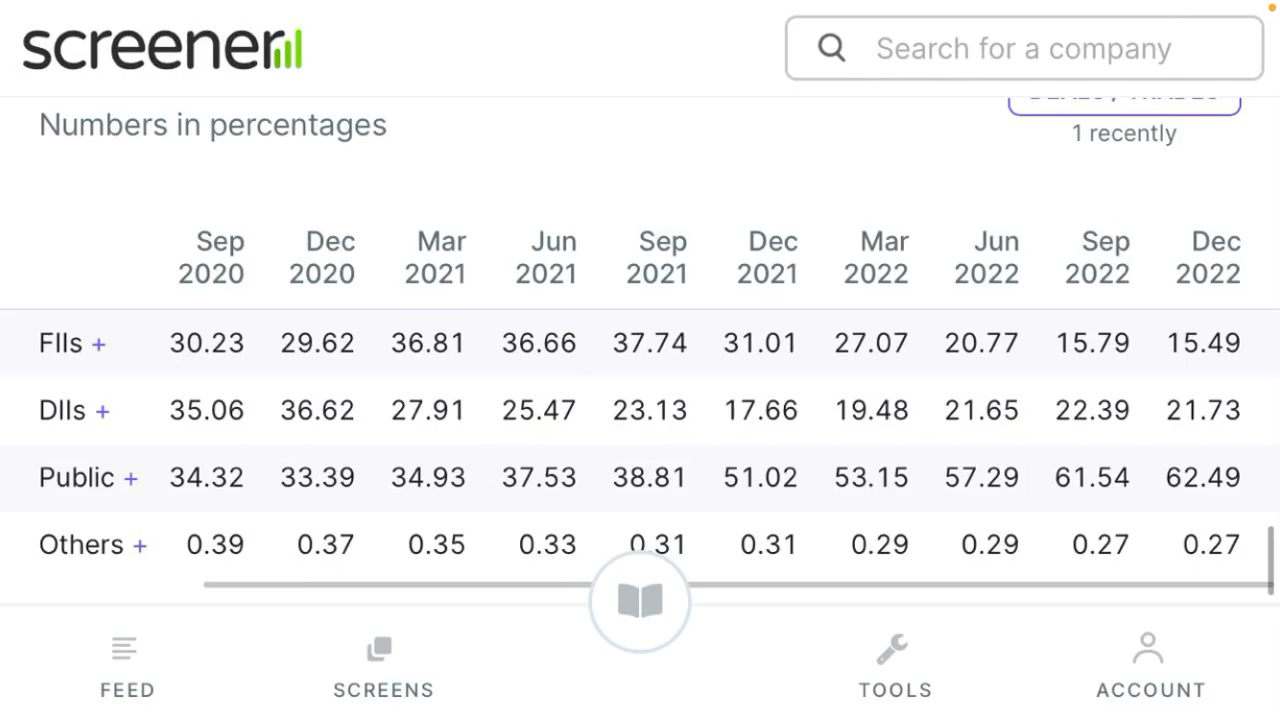 screener
Search for a company
Numbers in percentages
1 recently
Sep Dec Mar Jun Sep Dec Mar Jun Sep Dec
2020 2020 2021 2021 2021 2021 2022 2022 2022 2022
FIIs + 30.23 29.62 36.81 36.66 37.74 31.01 27.07 20.77 15.79 15.49
DIIs + 35.06 36.62 27.91 25.47 23.13 17.66 19.48 21.65 22.39 21.73
Public + 34.32 33.39 34.93 37.53 38.81 51.02 53.15 57.29 61.54 62.49
Others + 0.39 0.37 0.35 0.33 0.31 0.31 0.29 0.29 0.27 0.27
FEED SCREENS TOOLS ACCOUNT